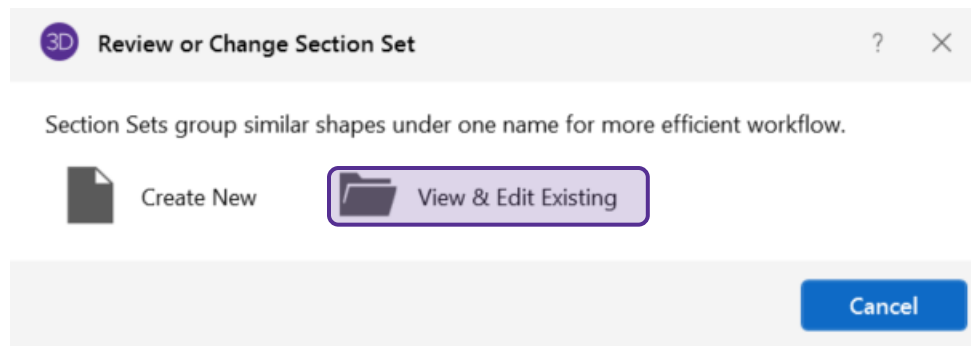 3D Review or Change Section Set ? ×
Section Sets group similar shapes under one name for more efficient workflow.
Create New View & Edit Existing
Cancel